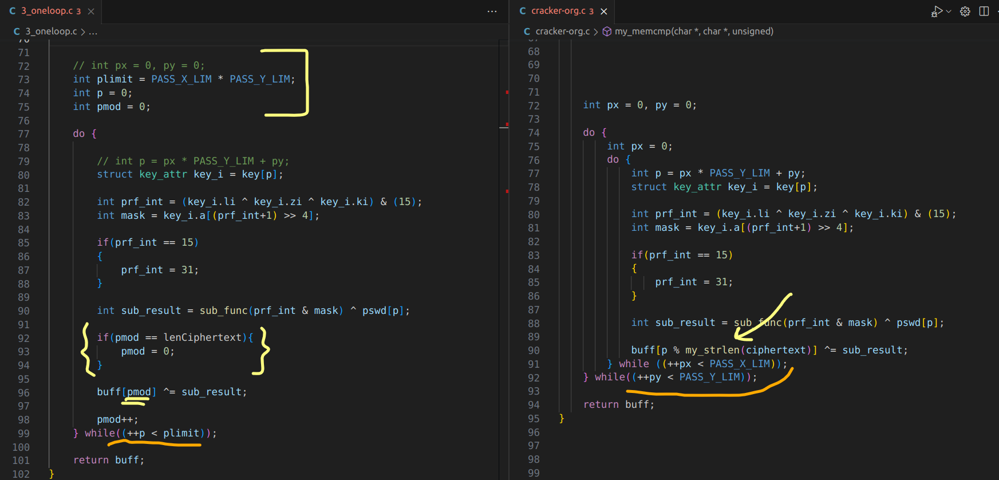 C 3_oneloop.c 3 ×
C 3_oneloop.c > ...
70
71
72 // int px = 0, py = 0;
73 int plimit = PASS_X_LIM * PASS_Y_LIM;
74 int p = 0;
75 int pmod = 0;
76
77 do {
78
79 // int p = px * PASS_Y_LIM + py;
80 struct key_attr key_i = key[p];
81
82 int prf_int = (key_i.li ^ key_i.zi ^ key_i.ki) & (15);
83 int mask = key_i.a[(prf_int+1) >> 4];
84
85 if(prf_int == 15)
86 {
87 prf_int = 31;
88 }
89
90 int sub_result = sub_func(prf_int & mask) ^ pswd[p];
91
92 if(pmod == lenCiphertext){
93 pmod = 0;
94 }
95
96 buff[pmod] ^= sub_result;
97
98 pmod++;
99 } while((++p < plimit));
100
101 return buff;
102 }
C cracker-org.c 3 ×
C cracker-org.c > my_memcmp(char *, char *, unsigned)
67
68
69
70
71
72 int px = 0, py = 0;
73
74 do {
75 int px = 0;
76 do {
77 int p = px * PASS_Y_LIM + py;
78 struct key_attr key_i = key[p];
79
80 int prf_int = (key_i.li ^ key_i.zi ^ key_i.ki) & (15);
81 int mask = key_i.a[(prf_int+1) >> 4];
82
83 if(prf_int == 15)
84 {
85 prf_int = 31;
86 }
87
88 int sub_result = sub_func(prf_int & mask) ^ pswd[p];
89
90 buff[p % my_strlen(ciphertext)] ^= sub_result;
91 } while ((++px < PASS_X_LIM));
92 } while((++py < PASS_Y_LIM));
93
94 return buff;
95 }
96
97
98
99